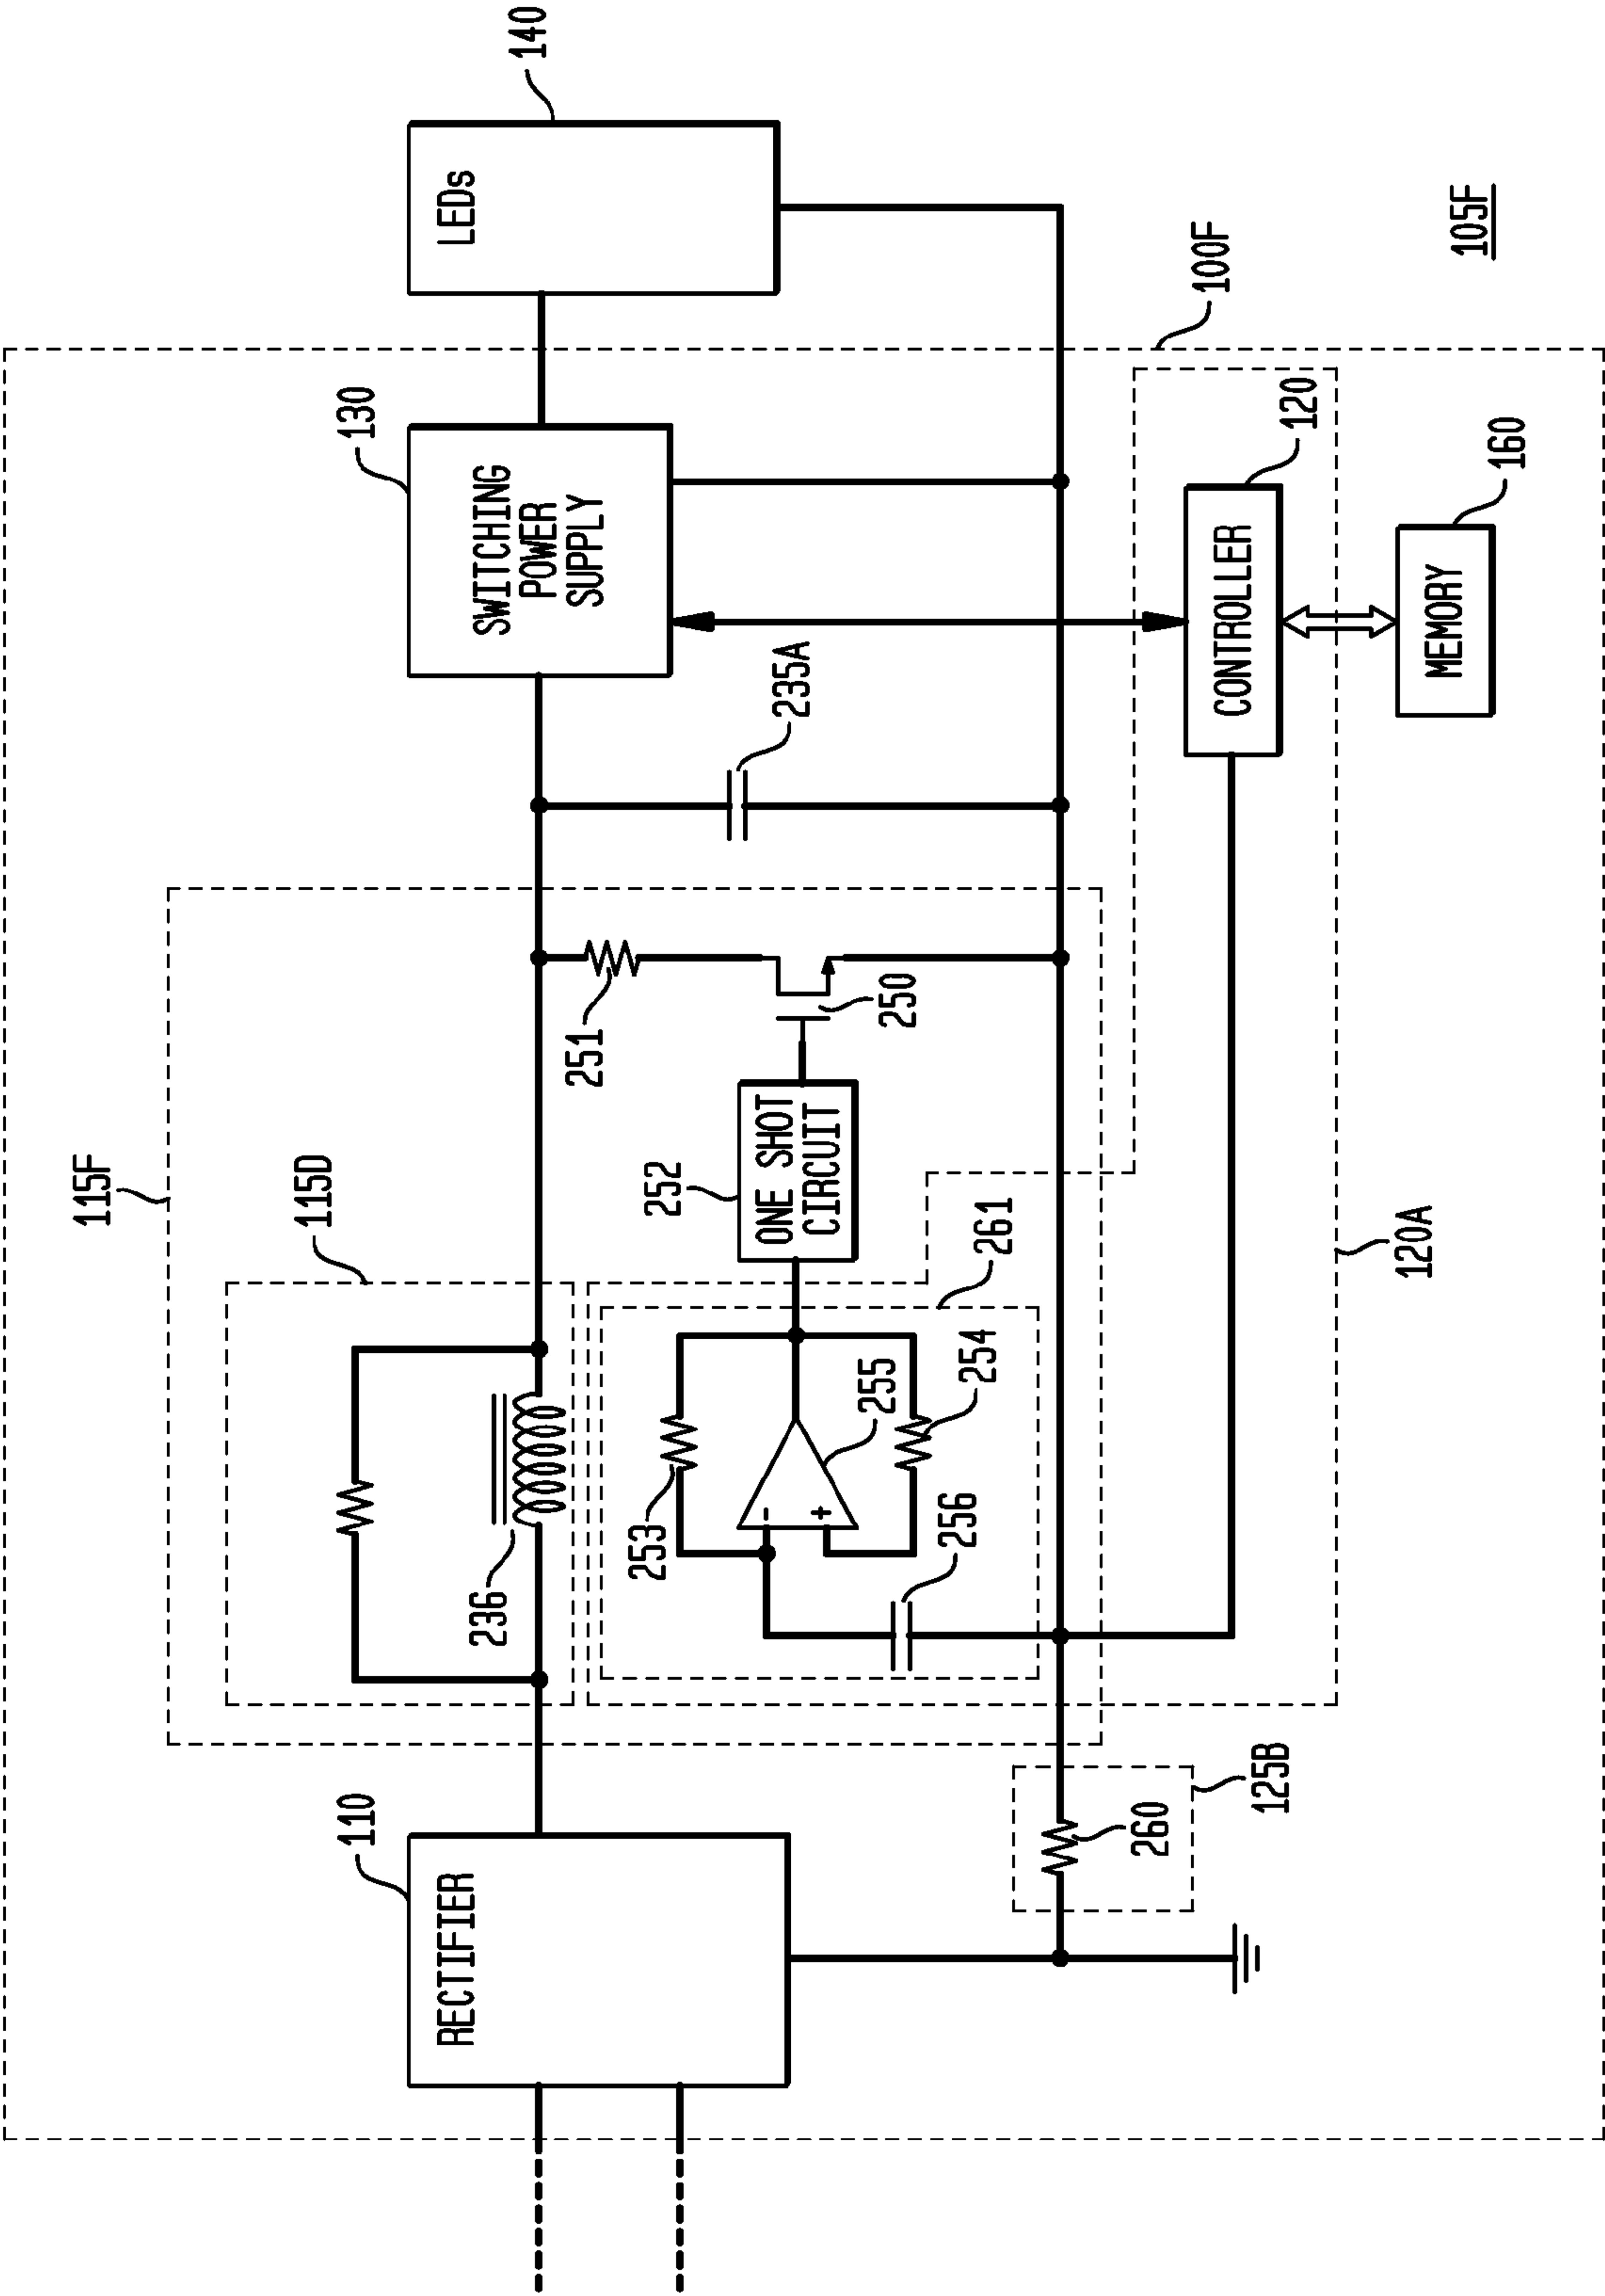 115F
115D
110
RECTIFIER
236
130
SWITCHING
POWER
SUPPLY
140
LEDs
251
235A
253
-
+
255
254
256
261
252
ONE SHOT
CIRCUIT
250
260
125B
120A
CONTROLLER
120
MEMORY
160
100F
105F